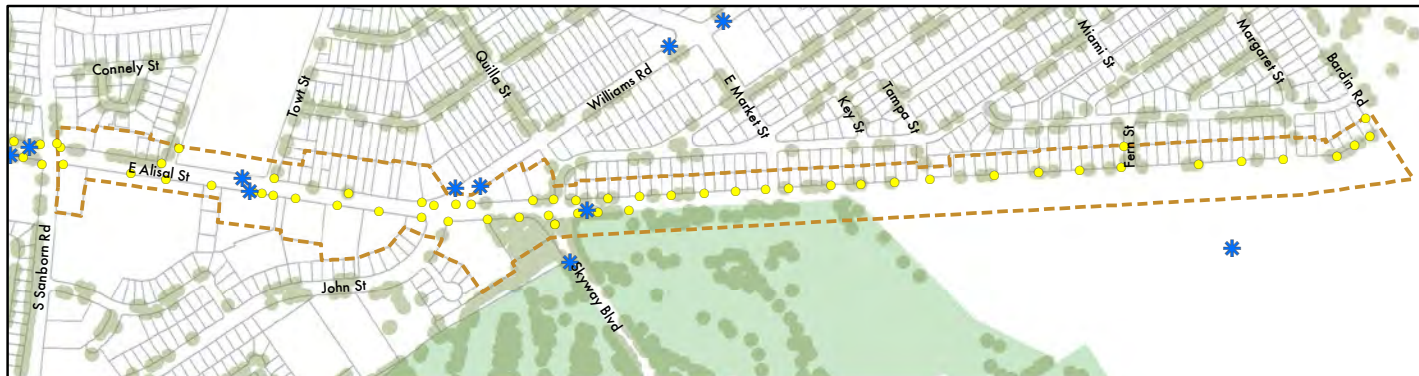 Connely St
Towt St
Quilla St
Williams Rd
E Market St
Key St
Tampa St
Miami St
Margaret St
Bardin Rd
Fern St
E Alisal St
S Sanborn Rd
John St
Skyway Blvd